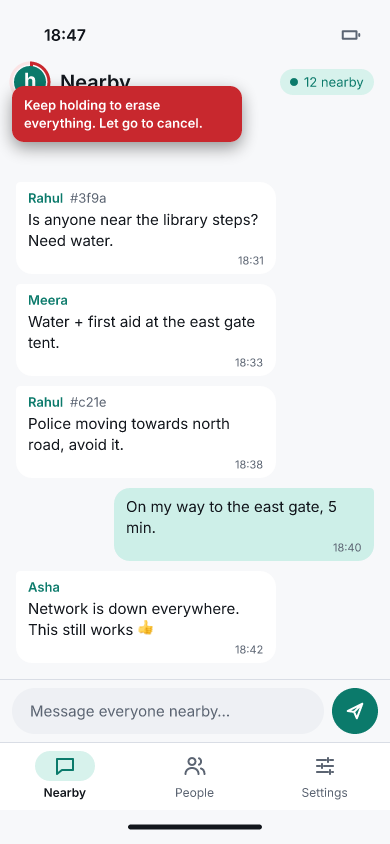 18:47
h
Nearby
12 nearby
Keep holding to erase
everything. Let go to cancel.
Rahul #3f9a
Is anyone near the library steps?
Need water.
18:31
Meera
Water + first aid at the east gate
tent.
18:33
Rahul #c21e
Police moving towards north
road, avoid it.
18:38
On my way to the east gate, 5
min.
18:40
Asha
Network is down everywhere.
This still works 👍
18:42
Message everyone nearby...
Nearby
People
Settings